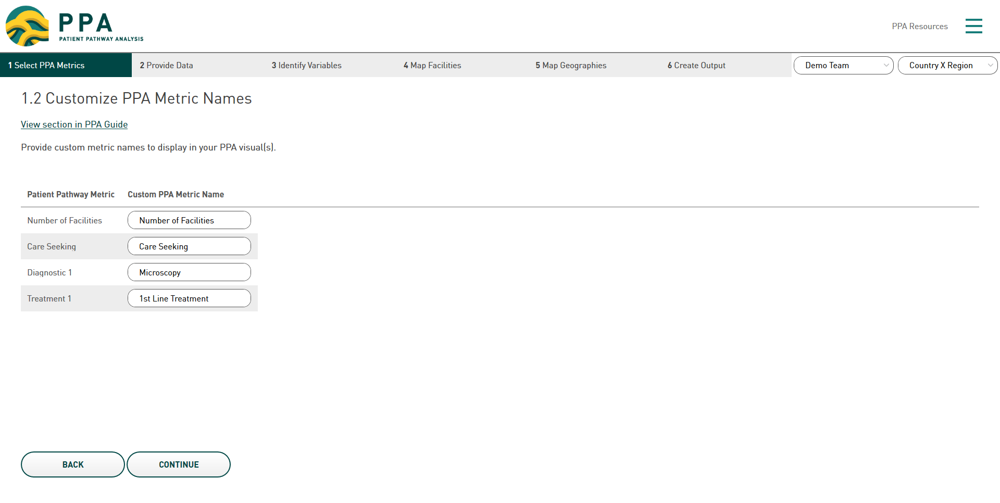 PPA
PATIENT PATHWAY ANALYSIS
PPA Resources
1 Select PPA Metrics
2 Provide Data
3 Identify Variables
4 Map Facilities
5 Map Geographies
6 Create Output
Demo Team
Country X Region
1.2 Customize PPA Metric Names
View section in PPA Guide
Provide custom metric names to display in your PPA visual(s).
Patient Pathway Metric Custom PPA Metric Name
Number of Facilities Number of Facilities
Care Seeking Care Seeking
Diagnostic 1 Microscopy
Treatment 1 1st Line Treatment
BACK CONTINUE